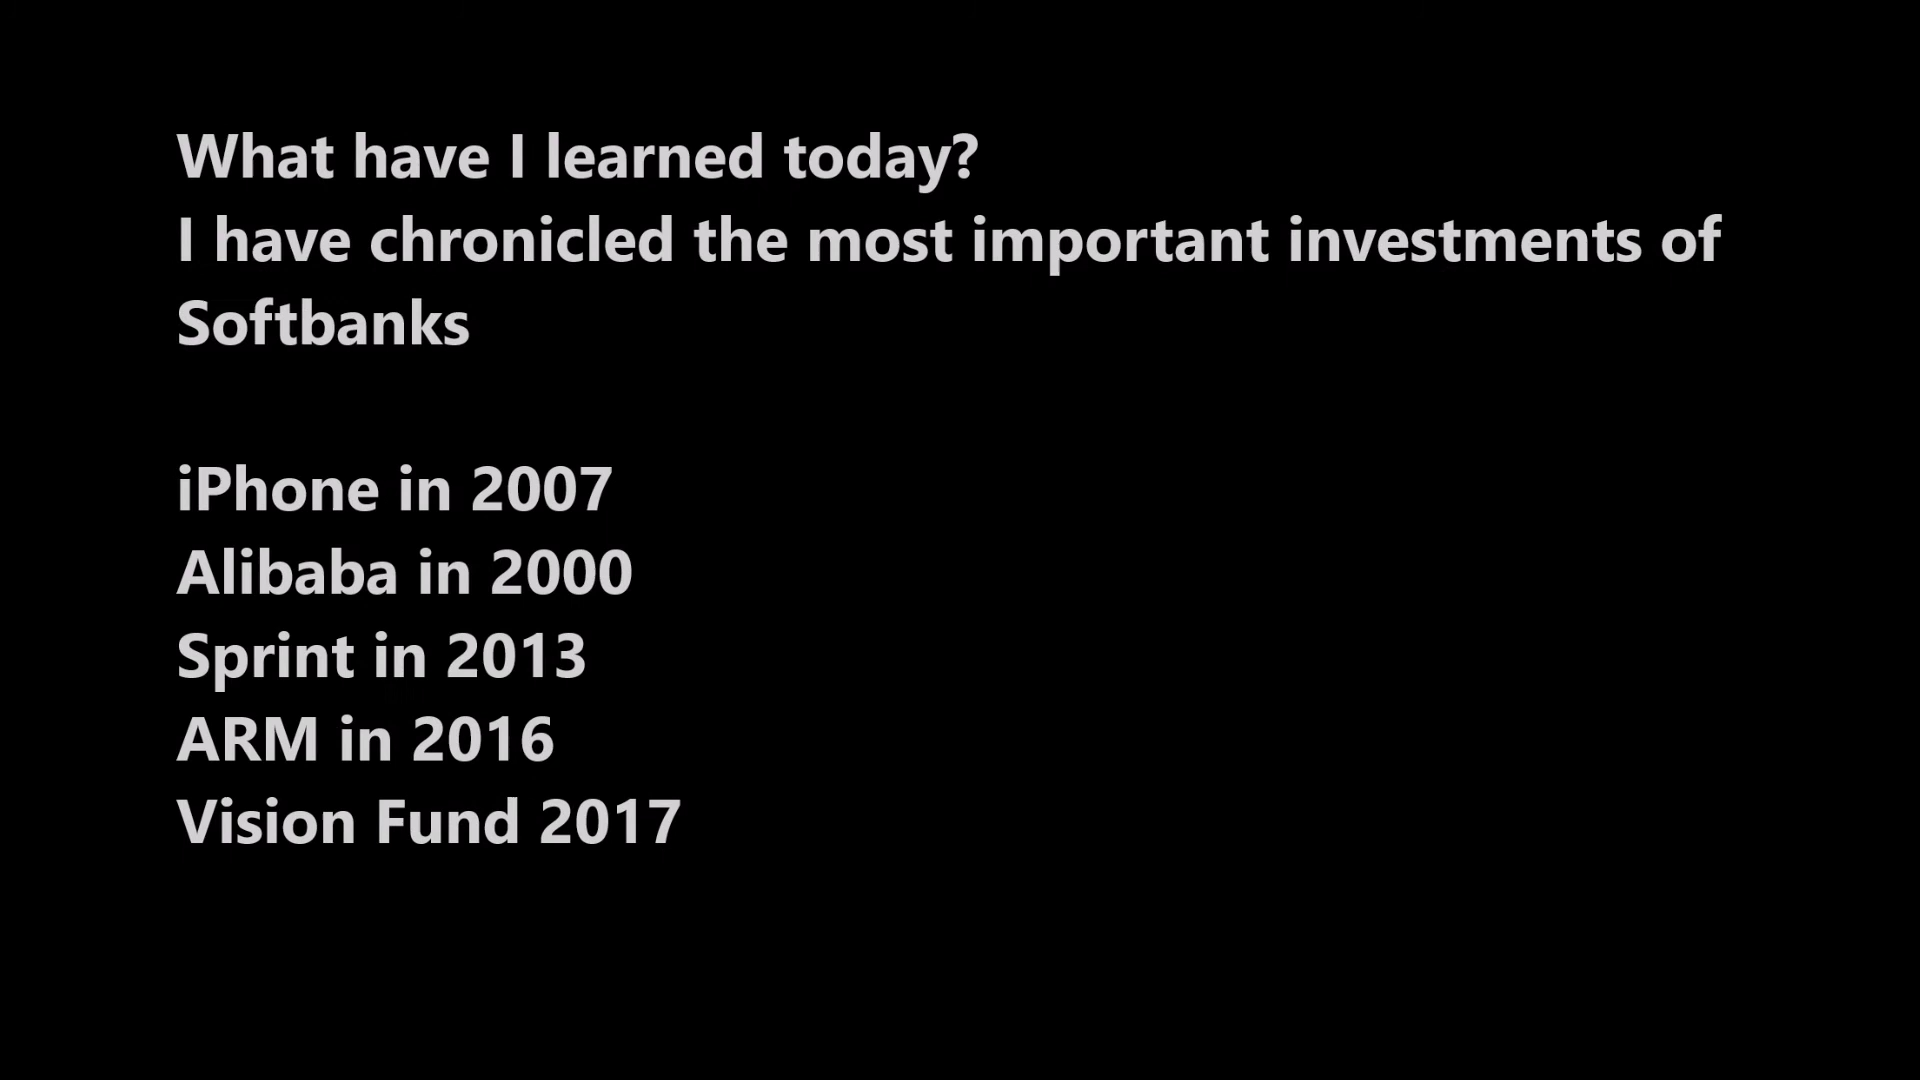 What have I learned today?
I have chronicled the most important investments of
Softbanks
iPhone in 2007
Alibaba in 2000
Sprint in 2013
ARM in 2016
Vision Fund 2017